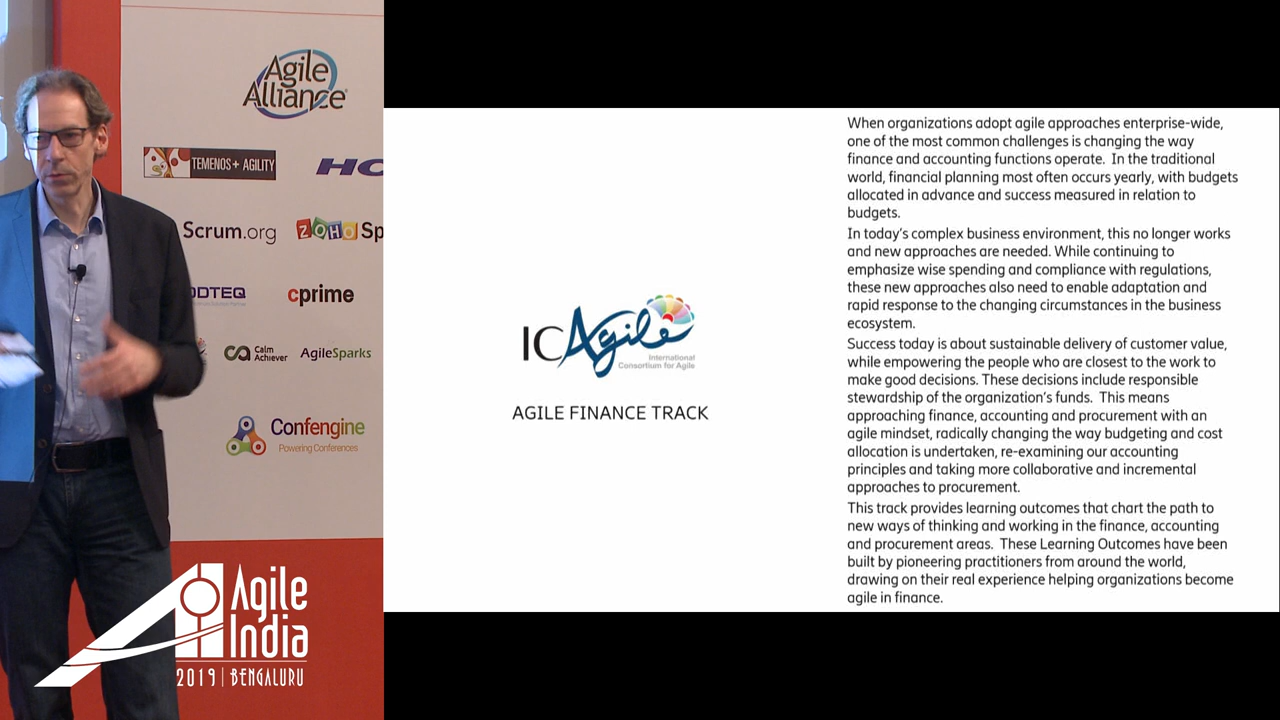 Agile
Alliance
TEMENOS + AGILITY
HO
Scrum.org
ZOHO Sp
DDTEQ
cprime
Calm
Achiever
AgileSparks
Confengine
Powering Conferences
Agile
India
2019 | BENGALURU
ICAgile
International
Consortium for Agile
AGILE FINANCE TRACK
When organizations adopt agile approaches enterprise-wide,
one of the most common challenges is changing the way
finance and accounting functions operate. In the traditional
world, financial planning most often occurs yearly, with budgets
allocated in advance and success measured in relation to
budgets.
In today's complex business environment, this no longer works
and new approaches are needed. While continuing to
emphasize wise spending and compliance with regulations,
these new approaches also need to enable adaptation and
rapid response to the changing circumstances in the business
ecosystem.
Success today is about sustainable delivery of customer value,
while empowering the people who are closest to the work to
make good decisions. These decisions include responsible
stewardship of the organization's funds. This means
approaching finance, accounting and procurement with an
agile mindset, radically changing the way budgeting and cost
allocation is undertaken, re-examining our accounting
principles and taking more collaborative and incremental
approaches to procurement.
This track provides learning outcomes that chart the path to
new ways of thinking and working in the finance, accounting
and procurement areas. These Learning Outcomes have been
built by pioneering practitioners from around the world,
drawing on their real experience helping organizations become
agile in finance.